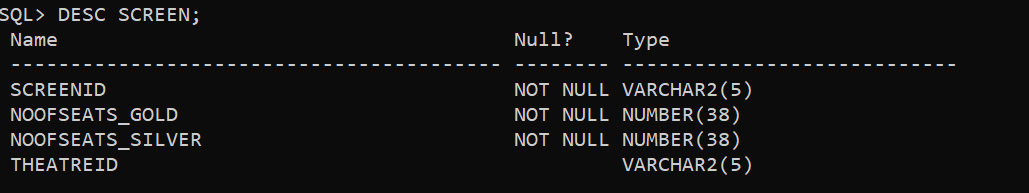 SQL> DESC SCREEN;
Name Null? Type
----------------------------------------- -------- ----------------------------
SCREENID NOT NULL VARCHAR2(5)
NOOFSEATS_GOLD NOT NULL NUMBER(38)
NOOFSEATS_SILVER NOT NULL NUMBER(38)
THEATREID VARCHAR2(5)